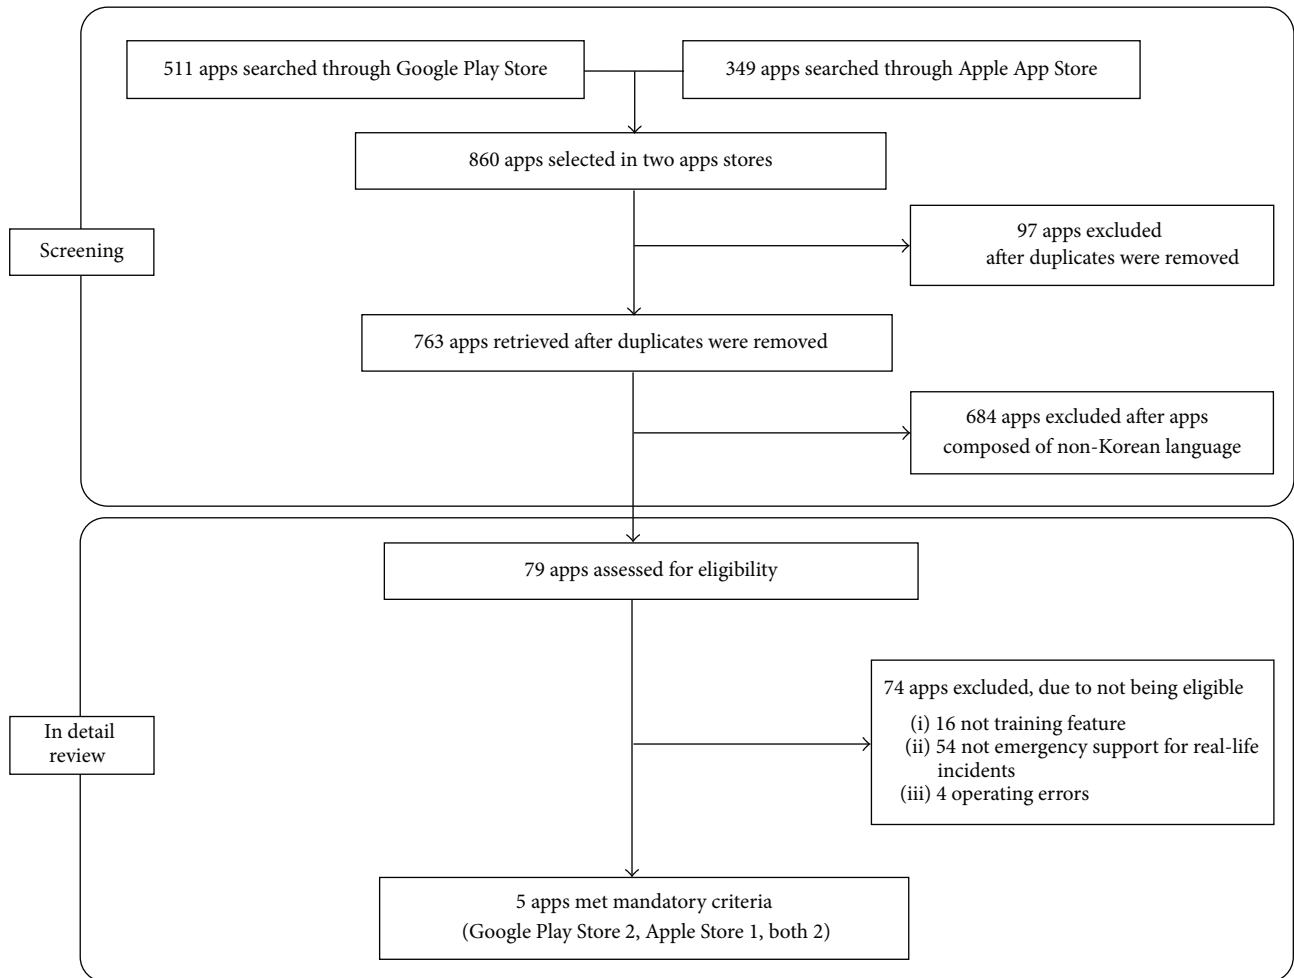 511 apps searched through Google Play Store
349 apps searched through Apple App Store
860 apps selected in two apps stores
Screening
97 apps excluded
after duplicates were removed
763 apps retrieved after duplicates were removed
684 apps excluded after apps
composed of non-Korean language
79 apps assessed for eligibility
In detail
review
74 apps excluded, due to not being eligible
(i) 16 not training feature
(ii) 54 not emergency support for real-life
incidents
(iii) 4 operating errors
5 apps met mandatory criteria
(Google Play Store 2, Apple Store 1, both 2)